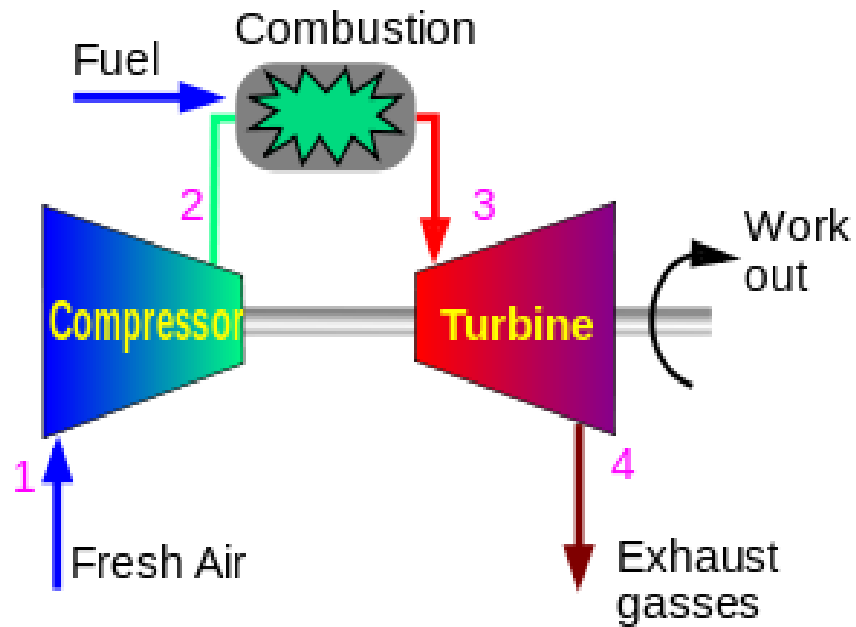 Combustion
Fuel
2
3
Work
out
Compressor
Turbine
1
4
Fresh Air
Exhaust
gasses